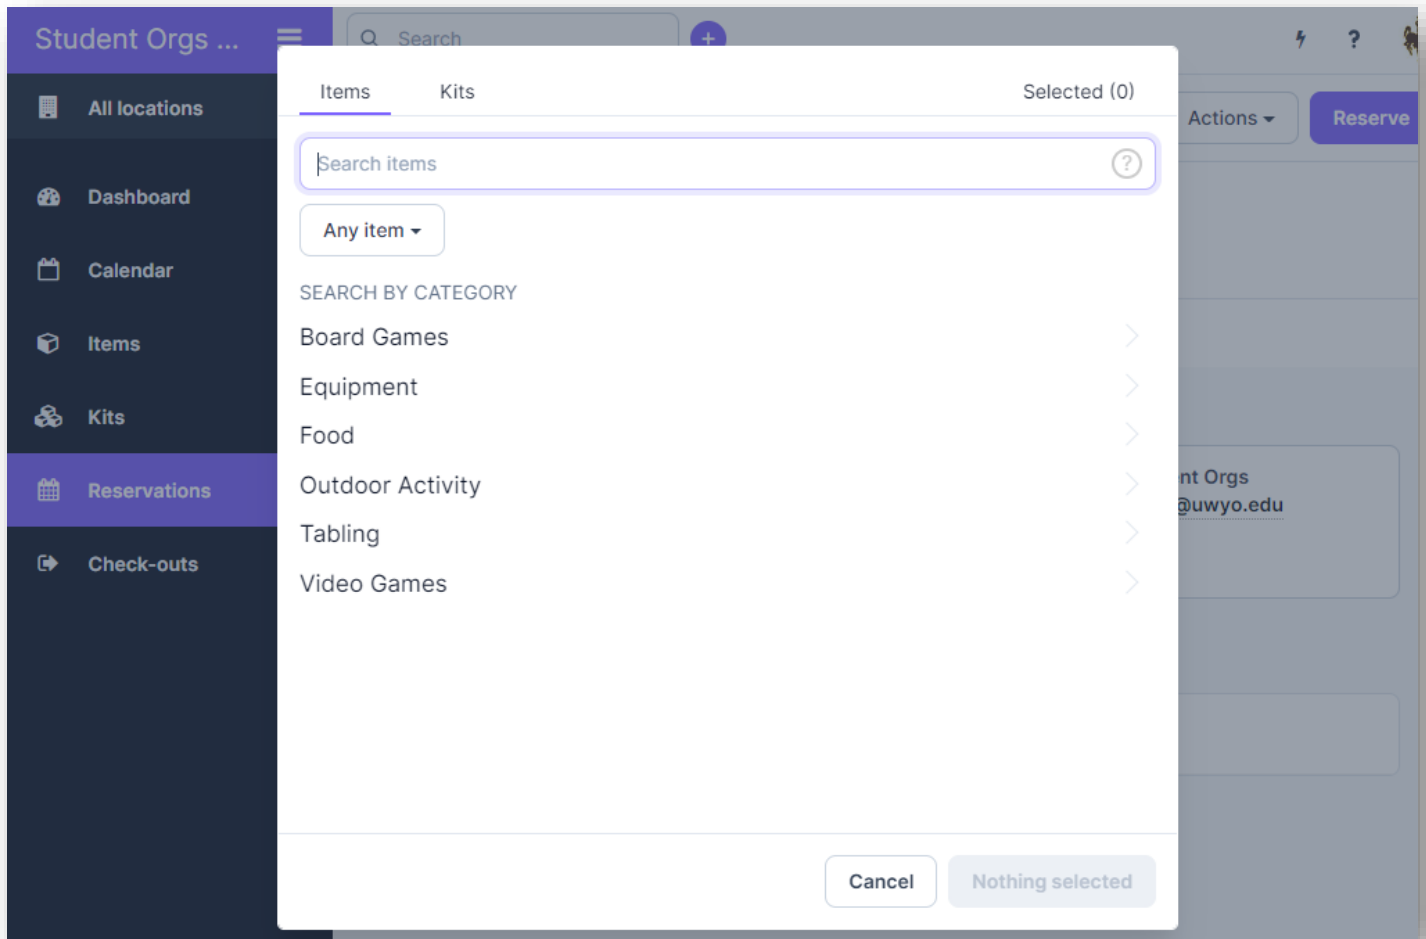 Student Orgs ...
Search
All locations
Dashboard
Calendar
Items
Kits
Reservations
Check-outs
Items
Kits
Selected (0)
Search items
Any item
SEARCH BY CATEGORY
Board Games
Equipment
Food
Outdoor Activity
Tabling
Video Games
Cancel
Nothing selected
Actions
Reserve
nt Orgs
@uwyo.edu